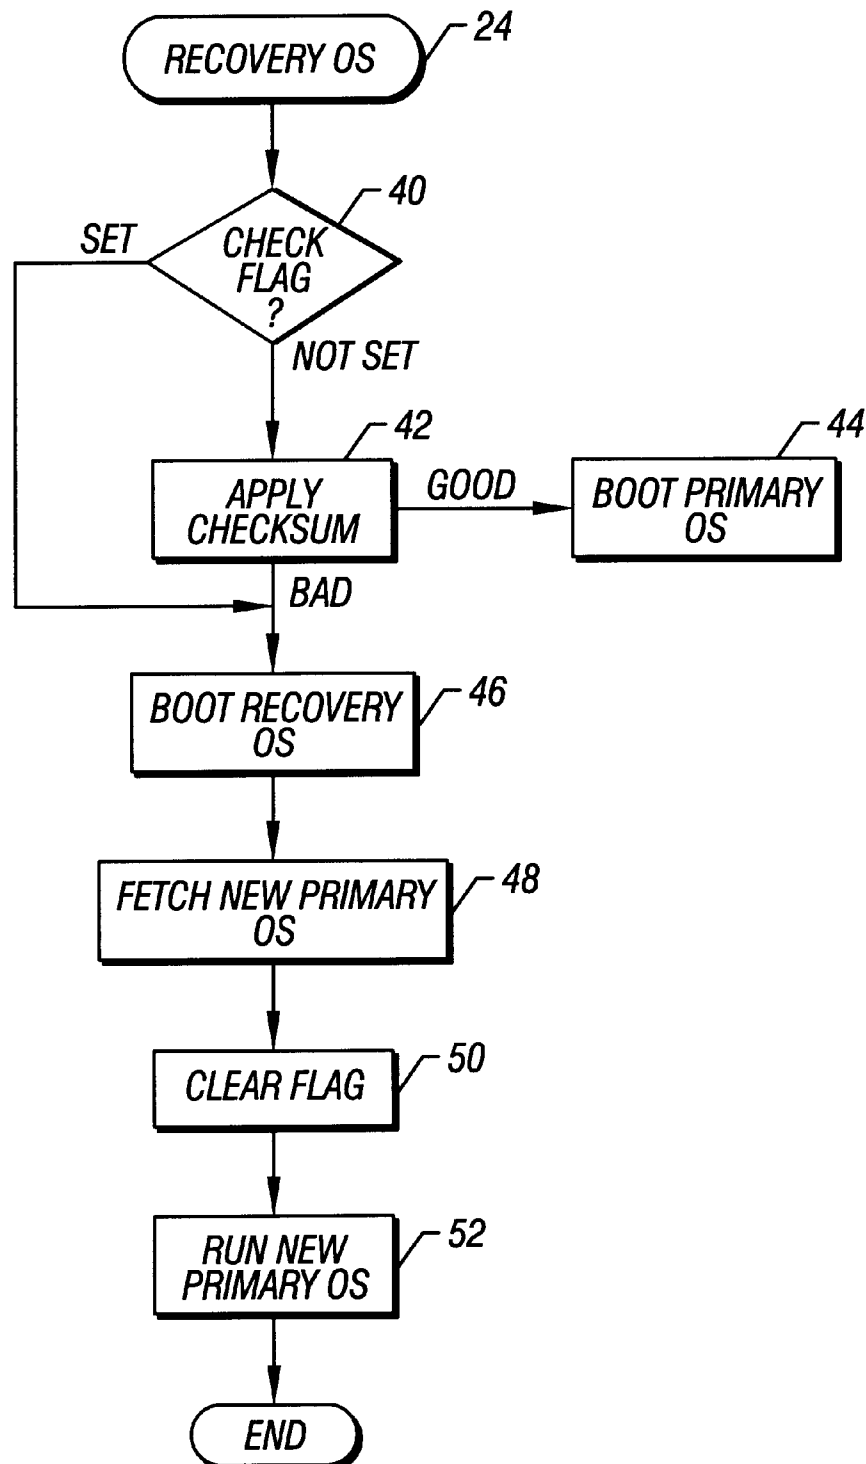 RECOVERY OS
24
40
SET
CHECK
FLAG
?
NOT SET
42
44
APPLY
CHECKSUM
GOOD
BOOT PRIMARY
OS
BAD
46
BOOT RECOVERY
OS
48
FETCH NEW PRIMARY
OS
50
CLEAR FLAG
52
RUN NEW
PRIMARY OS
END